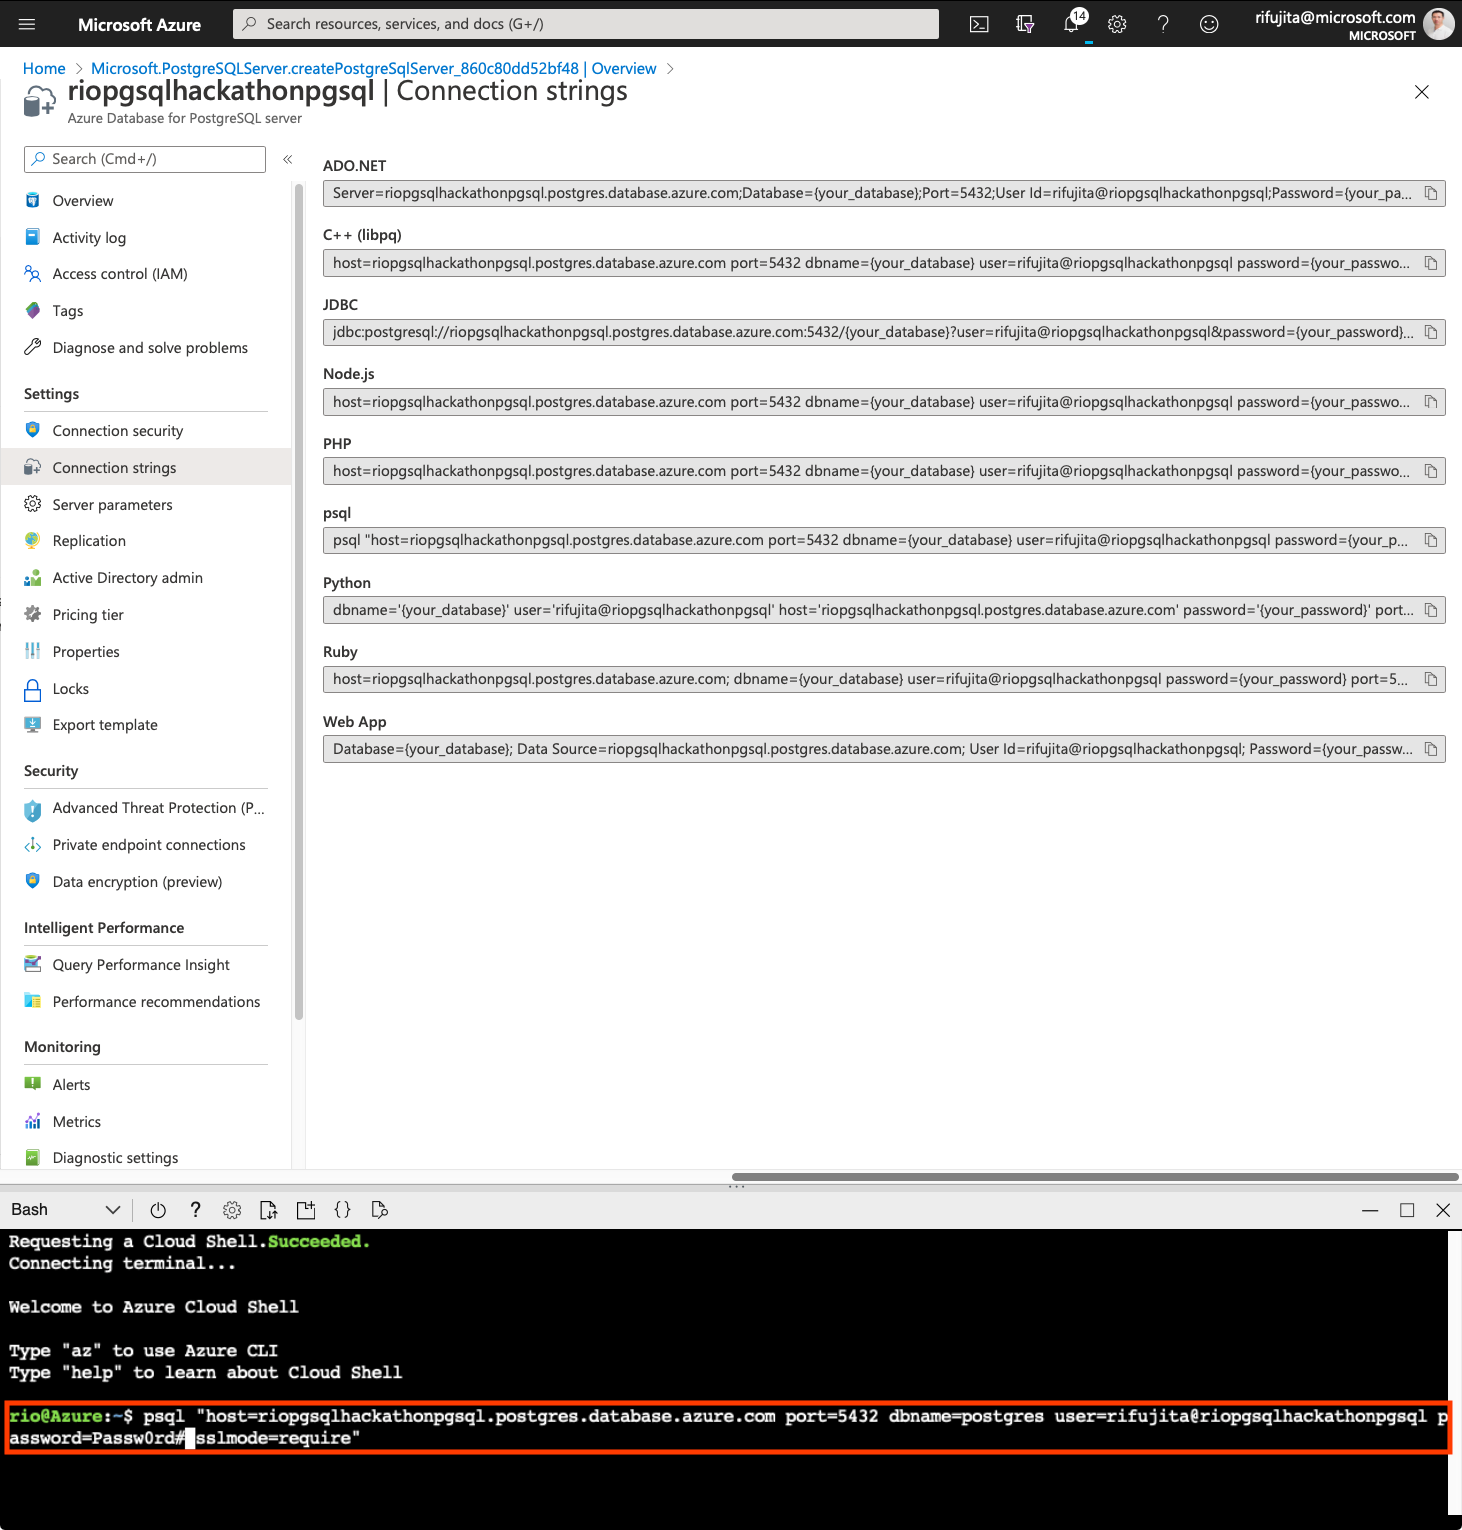 Microsoft Azure
Search resources, services, and docs (G+/)
14
rifujita@microsoft.com
MICROSOFT
Home > Microsoft.PostgreSQLServer.createPostgreSqlServer_860c80dd52bf48 | Overview >
riopgsqlhackathonpgsql | Connection strings
Azure Database for PostgreSQL server
Search (Cmd+/)
«
Overview
Activity log
Access control (IAM)
Tags
Diagnose and solve problems
Settings
Connection security
Connection strings
Server parameters
Replication
Active Directory admin
Pricing tier
Properties
Locks
Export template
Security
Advanced Threat Protection (P...
Private endpoint connections
Data encryption (preview)
Intelligent Performance
Query Performance Insight
Performance recommendations
Monitoring
Alerts
Metrics
Diagnostic settings
ADO.NET
Server=riopgsqlhackathonpgsql.postgres.database.azure.com;Database={your_database};Port=5432;User Id=rifujita@riopgsqlhackathonpgsql;Password={your_pa...
C++ (libpq)
host=riopgsqlhackathonpgsql.postgres.database.azure.com port=5432 dbname={your_database} user=rifujita@riopgsqlhackathonpgsql password={your_passwo...
JDBC
jdbc:postgresql://riopgsqlhackathonpgsql.postgres.database.azure.com:5432/{your_database}?user=rifujita@riopgsqlhackathonpgsql&password={your_password}...
Node.js
host=riopgsqlhackathonpgsql.postgres.database.azure.com port=5432 dbname={your_database} user=rifujita@riopgsqlhackathonpgsql password={your_passwo...
PHP
host=riopgsqlhackathonpgsql.postgres.database.azure.com port=5432 dbname={your_database} user=rifujita@riopgsqlhackathonpgsql password={your_passwo...
psql
psql "host=riopgsqlhackathonpgsql.postgres.database.azure.com port=5432 dbname={your_database} user=rifujita@riopgsqlhackathonpgsql password={your_p...
Python
dbname='{your_database}' user='rifujita@riopgsqlhackathonpgsql' host='riopgsqlhackathonpgsql.postgres.database.azure.com' password='{your_password}' port...
Ruby
host=riopgsqlhackathonpgsql.postgres.database.azure.com; dbname={your_database} user=rifujita@riopgsqlhackathonpgsql password={your_password} port=5...
Web App
Database={your_database}; Data Source=riopgsqlhackathonpgsql.postgres.database.azure.com; User Id=rifujita@riopgsqlhackathonpgsql; Password={your_passw...
Bash
Requesting a Cloud Shell.Succeeded.
Connecting terminal...
Welcome to Azure Cloud Shell
Type "az" to use Azure CLI
Type "help" to learn about Cloud Shell
rio@Azure:~$ psql "host=riopgsqlhackathonpgsql.postgres.database.azure.com port=5432 dbname=postgres user=rifujita@riopgsqlhackathonpgsql p
assword=Passw0rd# sslmode=require"